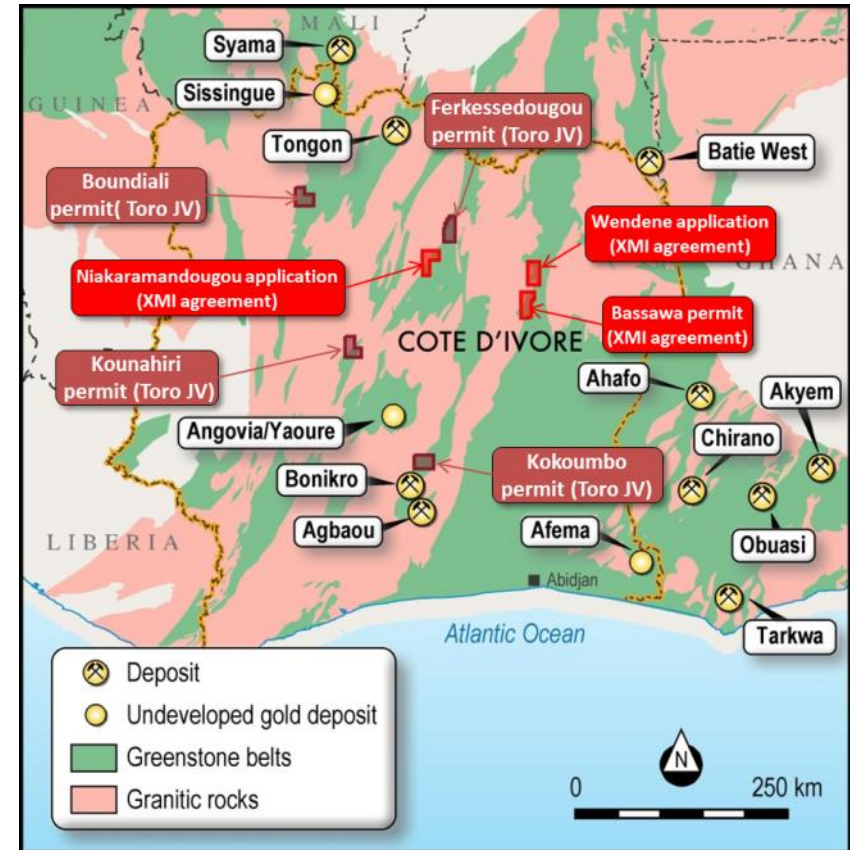 MALI
Syama
GUINEA
Sissingue
Ferkessedougou
permit (Toro JV)
Tongon
Batie West
Boundiali
permit( Toro JV)
Wendene application
(XMI agreement)
Niakaramandougou application
(XMI agreement)
GHANA
Bassawa permit
(XMI agreement)
COTE D'IVORE
Kounahiri
permit (Toro JV)
Ahafo
Akyem
Angovia/Yaoure
Chirano
Kokoumbo
permit (Toro JV)
Bonikro
Agbaou
Afema
Obuasi
LIBERIA
Abidjan
Tarkwa
Atlantic Ocean
Deposit
Undeveloped gold deposit
Greenstone belts
Granitic rocks
N
0 250 km